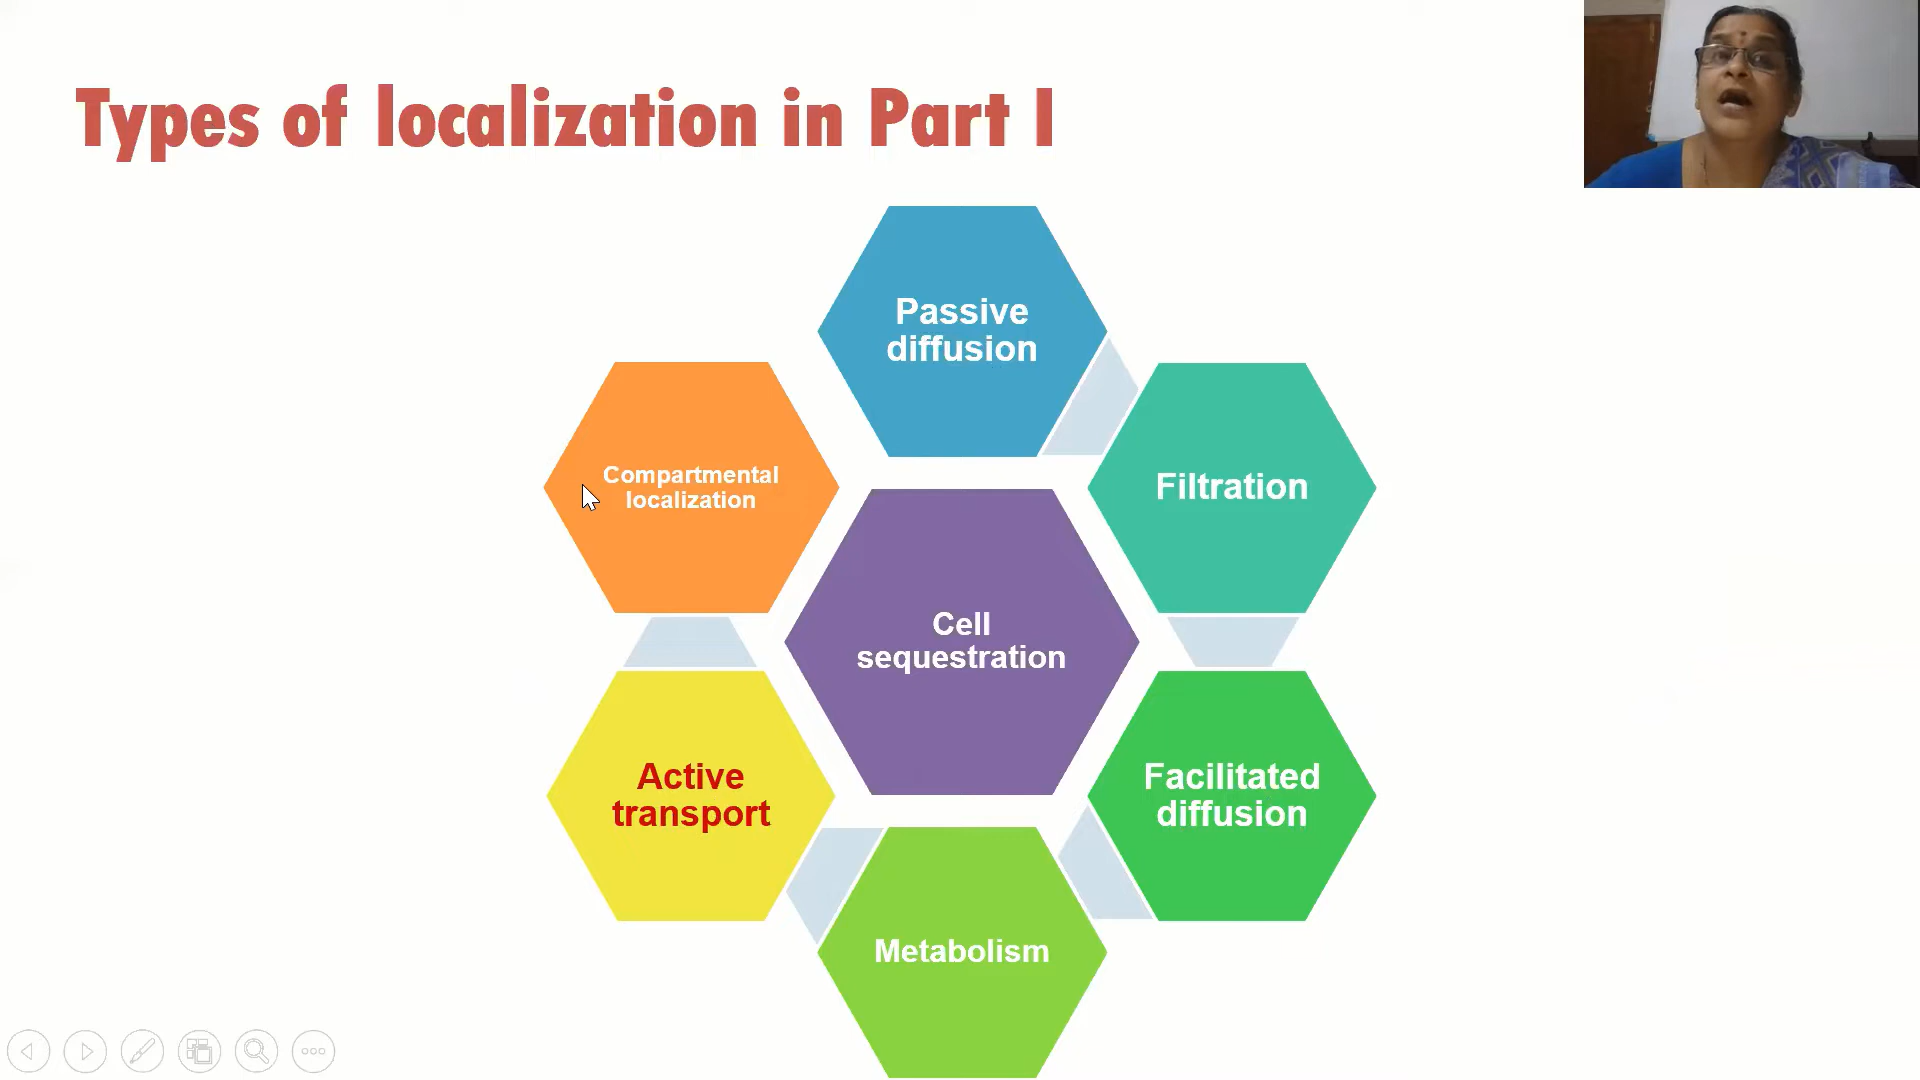 Types of localization in Part I
Passive
diffusion
Filtration
Facilitated
diffusion
Metabolism
Active
transport
Compartmental
localization
Cell
sequestration